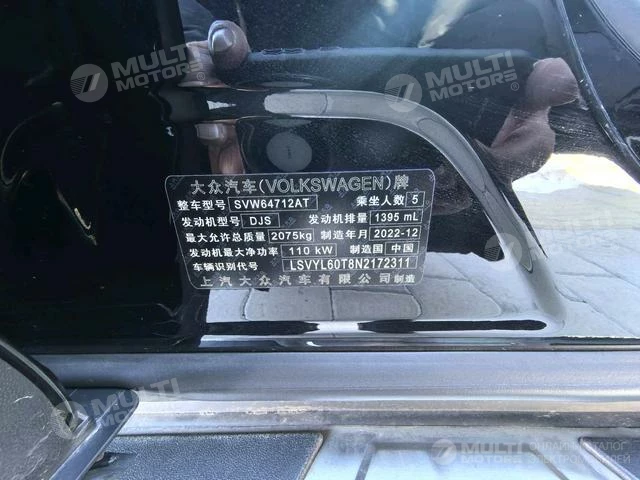 MULTI
MOTORS
MULTI
MOTORS
大众汽车(VOLKSWAGEN)牌
整车型号 SVW64712AT 乘坐人数 5
发动机型号 DJS 发动机排量 1395 mL
最大允许总质量 2075kg 制造年月 2022-12
发动机最大净功率 110 kW 制造国 中国
车辆识别代号 LSVYL60T8N2172311
上汽大众汽车有限公司制造
MULTI
MOTORS
MULTI
MOTORS
ОНЛАЙН-КАТАЛОГ
ЭЛЕКТРОМОБИЛЕЙ